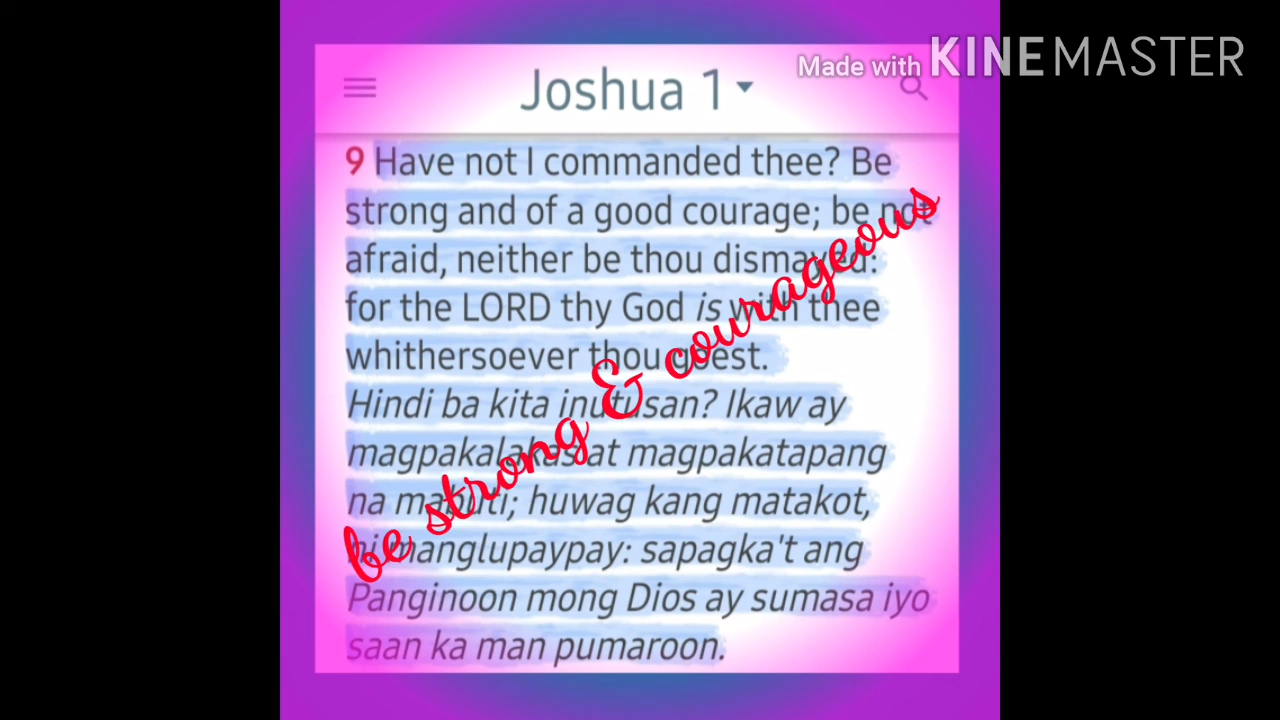 Made with KINEMASTER
Joshua 1
9 Have not I commanded thee? Be
strong and of a good courage; be not
afraid, neither be thou dismayed:
for the LORD thy God is with thee
whithersoever thou goest.
Hindi ba kita inutusan? Ikaw ay
magpakalakas at magpakatapang
na mabuti; huwag kang matakot,
ni manglupaypay: sapagka't ang
Panginoon mong Dios ay sumasa iyo
saan ka man pumaroon.
be strong & courageous